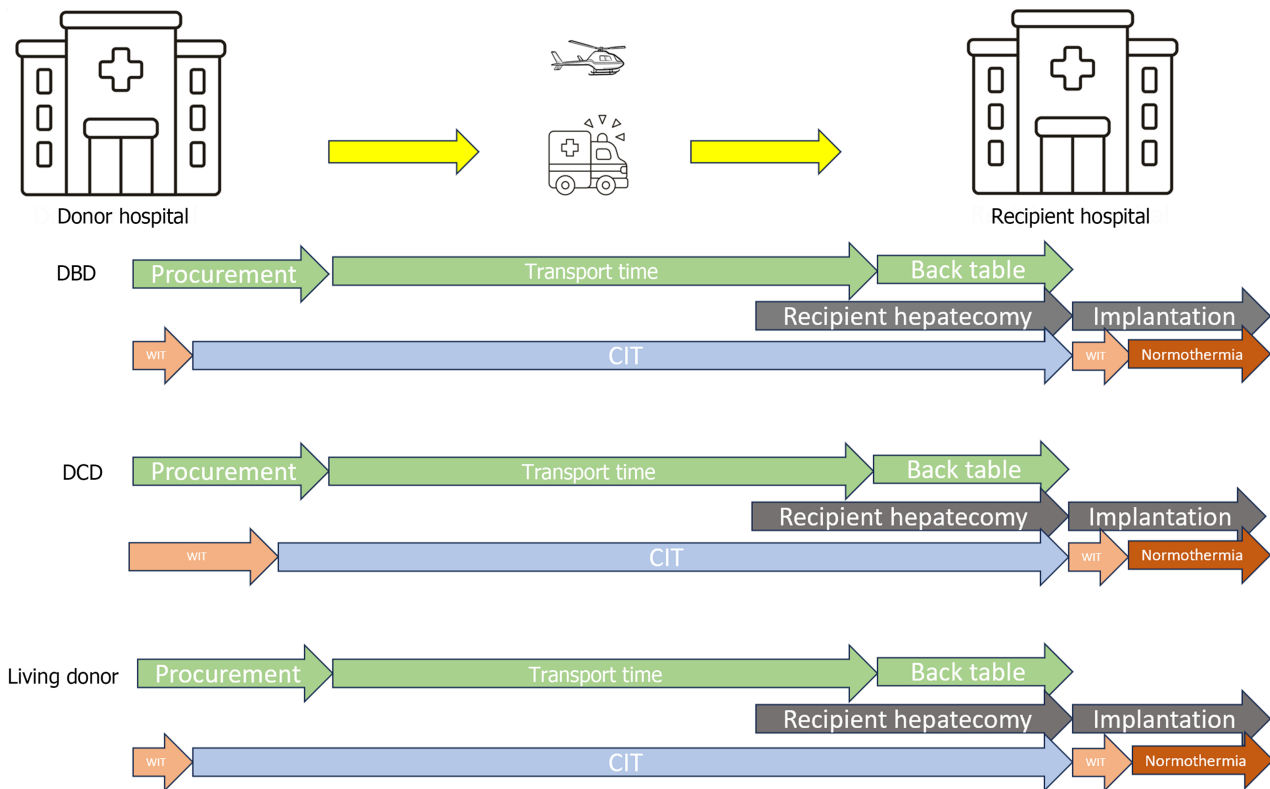 Donor hospital
Recipient hospital
DBD
Procurement
Transport time
Back table
Recipient hepatecomy
Implantation
WIT
CIT
WIT
Normothermia
DCD
Procurement
Transport time
Back table
Recipient hepatecomy
Implantation
WIT
CIT
WIT
Normothermia
Living donor
Procurement
Transport time
Back table
Recipient hepatecomy
Implantation
WIT
CIT
WIT
Normothermia